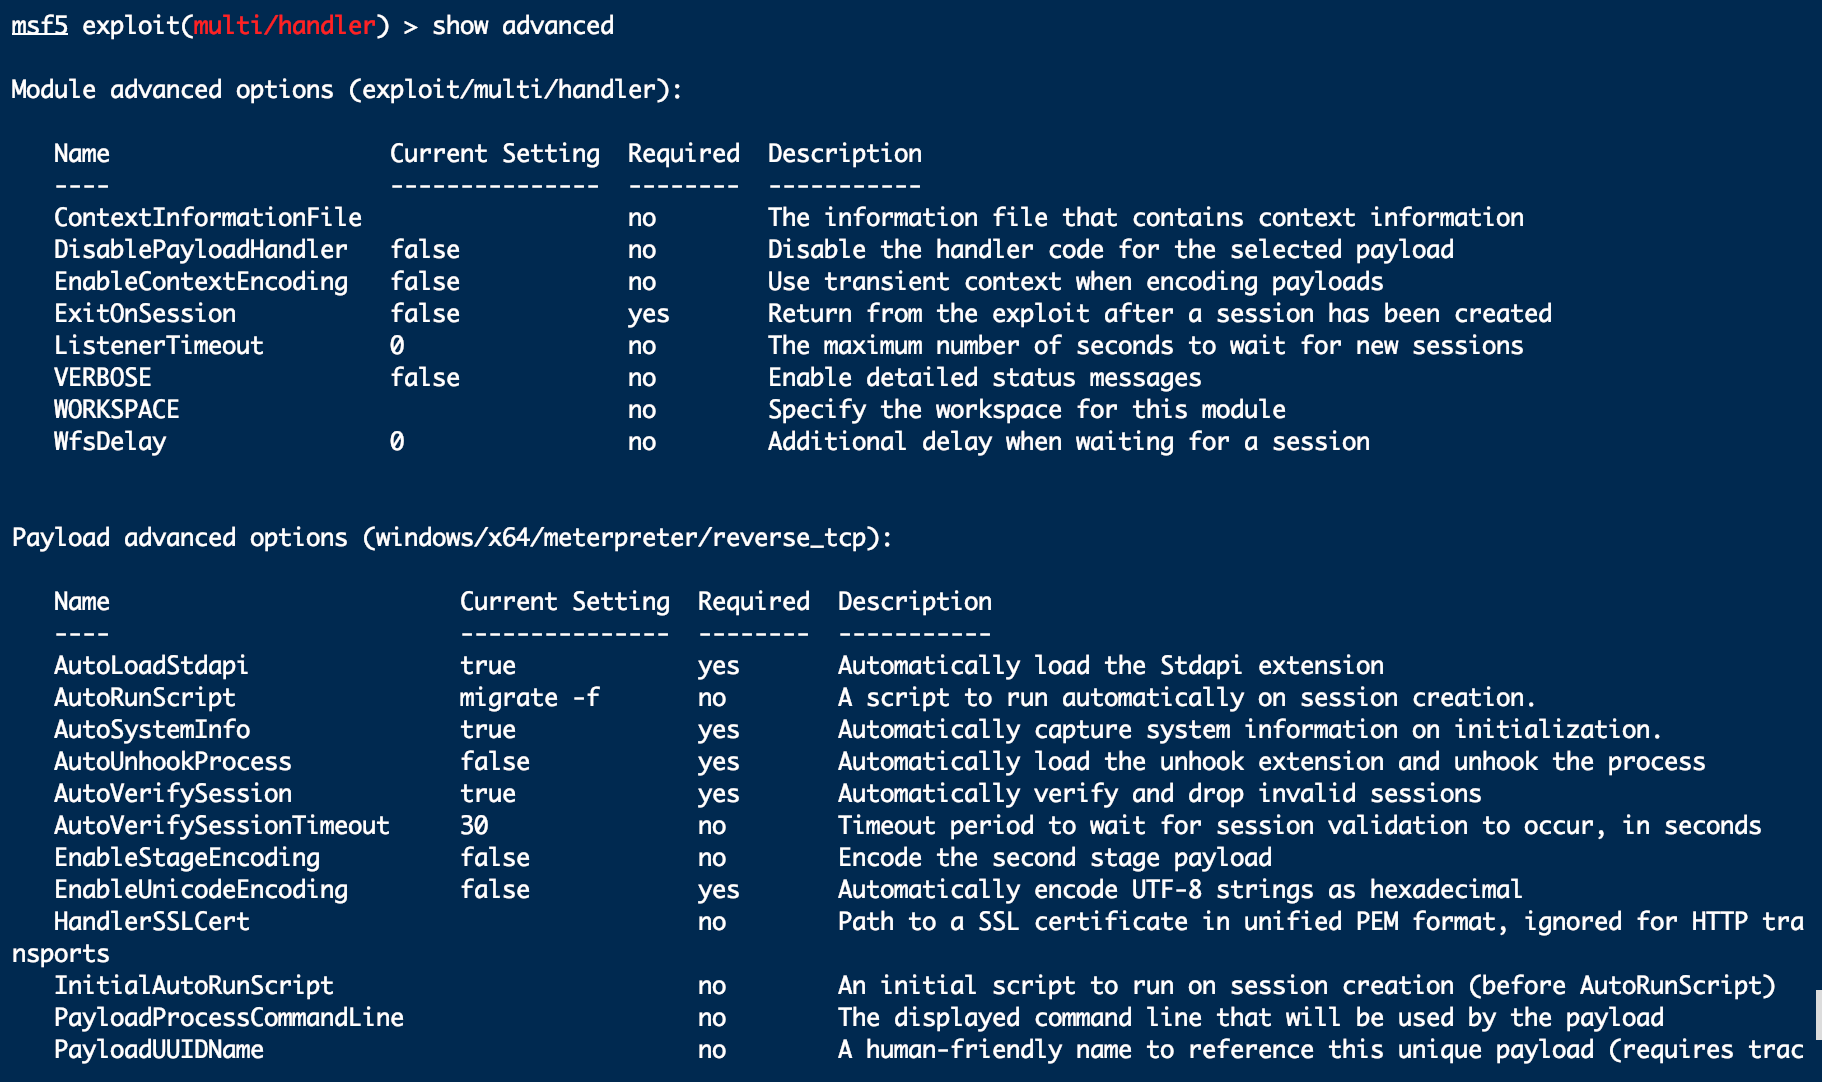 msf5 exploit(multi/handler) > show advanced
Module advanced options (exploit/multi/handler):
Name Current Setting Required Description
---- --------------- -------- -----------
ContextInformationFile no The information file that contains context information
DisablePayloadHandler false no Disable the handler code for the selected payload
EnableContextEncoding false no Use transient context when encoding payloads
ExitOnSession false yes Return from the exploit after a session has been created
ListenerTimeout 0 no The maximum number of seconds to wait for new sessions
VERBOSE false no Enable detailed status messages
WORKSPACE no Specify the workspace for this module
WfsDelay 0 no Additional delay when waiting for a session
Payload advanced options (windows/x64/meterpreter/reverse_tcp):
Name Current Setting Required Description
---- --------------- -------- -----------
AutoLoadStdapi true yes Automatically load the Stdapi extension
AutoRunScript migrate -f no A script to run automatically on session creation.
AutoSystemInfo true yes Automatically capture system information on initialization.
AutoUnhookProcess false yes Automatically load the unhook extension and unhook the process
AutoVerifySession true yes Automatically verify and drop invalid sessions
AutoVerifySessionTimeout 30 no Timeout period to wait for session validation to occur, in seconds
EnableStageEncoding false no Encode the second stage payload
EnableUnicodeEncoding false yes Automatically encode UTF-8 strings as hexadecimal
HandlerSSLCert no Path to a SSL certificate in unified PEM format, ignored for HTTP tra
nsports
InitialAutoRunScript no An initial script to run on session creation (before AutoRunScript)
PayloadProcessCommandLine no The displayed command line that will be used by the payload
PayloadUUIDName no A human-friendly name to reference this unique payload (requires trac